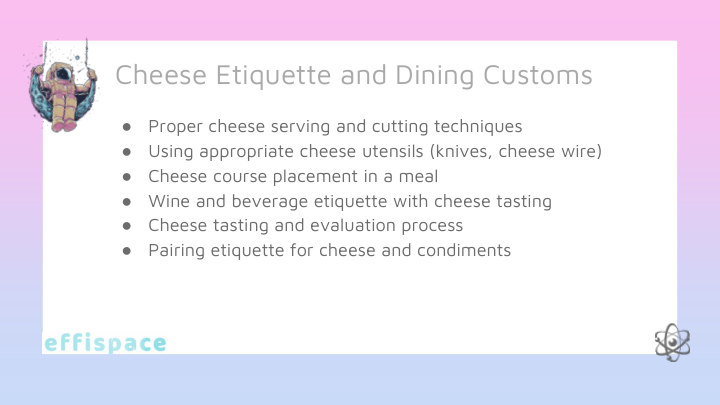 Cheese Etiquette and Dining Customs
● Proper cheese serving and cutting techniques
● Using appropriate cheese utensils (knives, cheese wire)
● Cheese course placement in a meal
● Wine and beverage etiquette with cheese tasting
● Cheese tasting and evaluation process
● Pairing etiquette for cheese and condiments
effispace